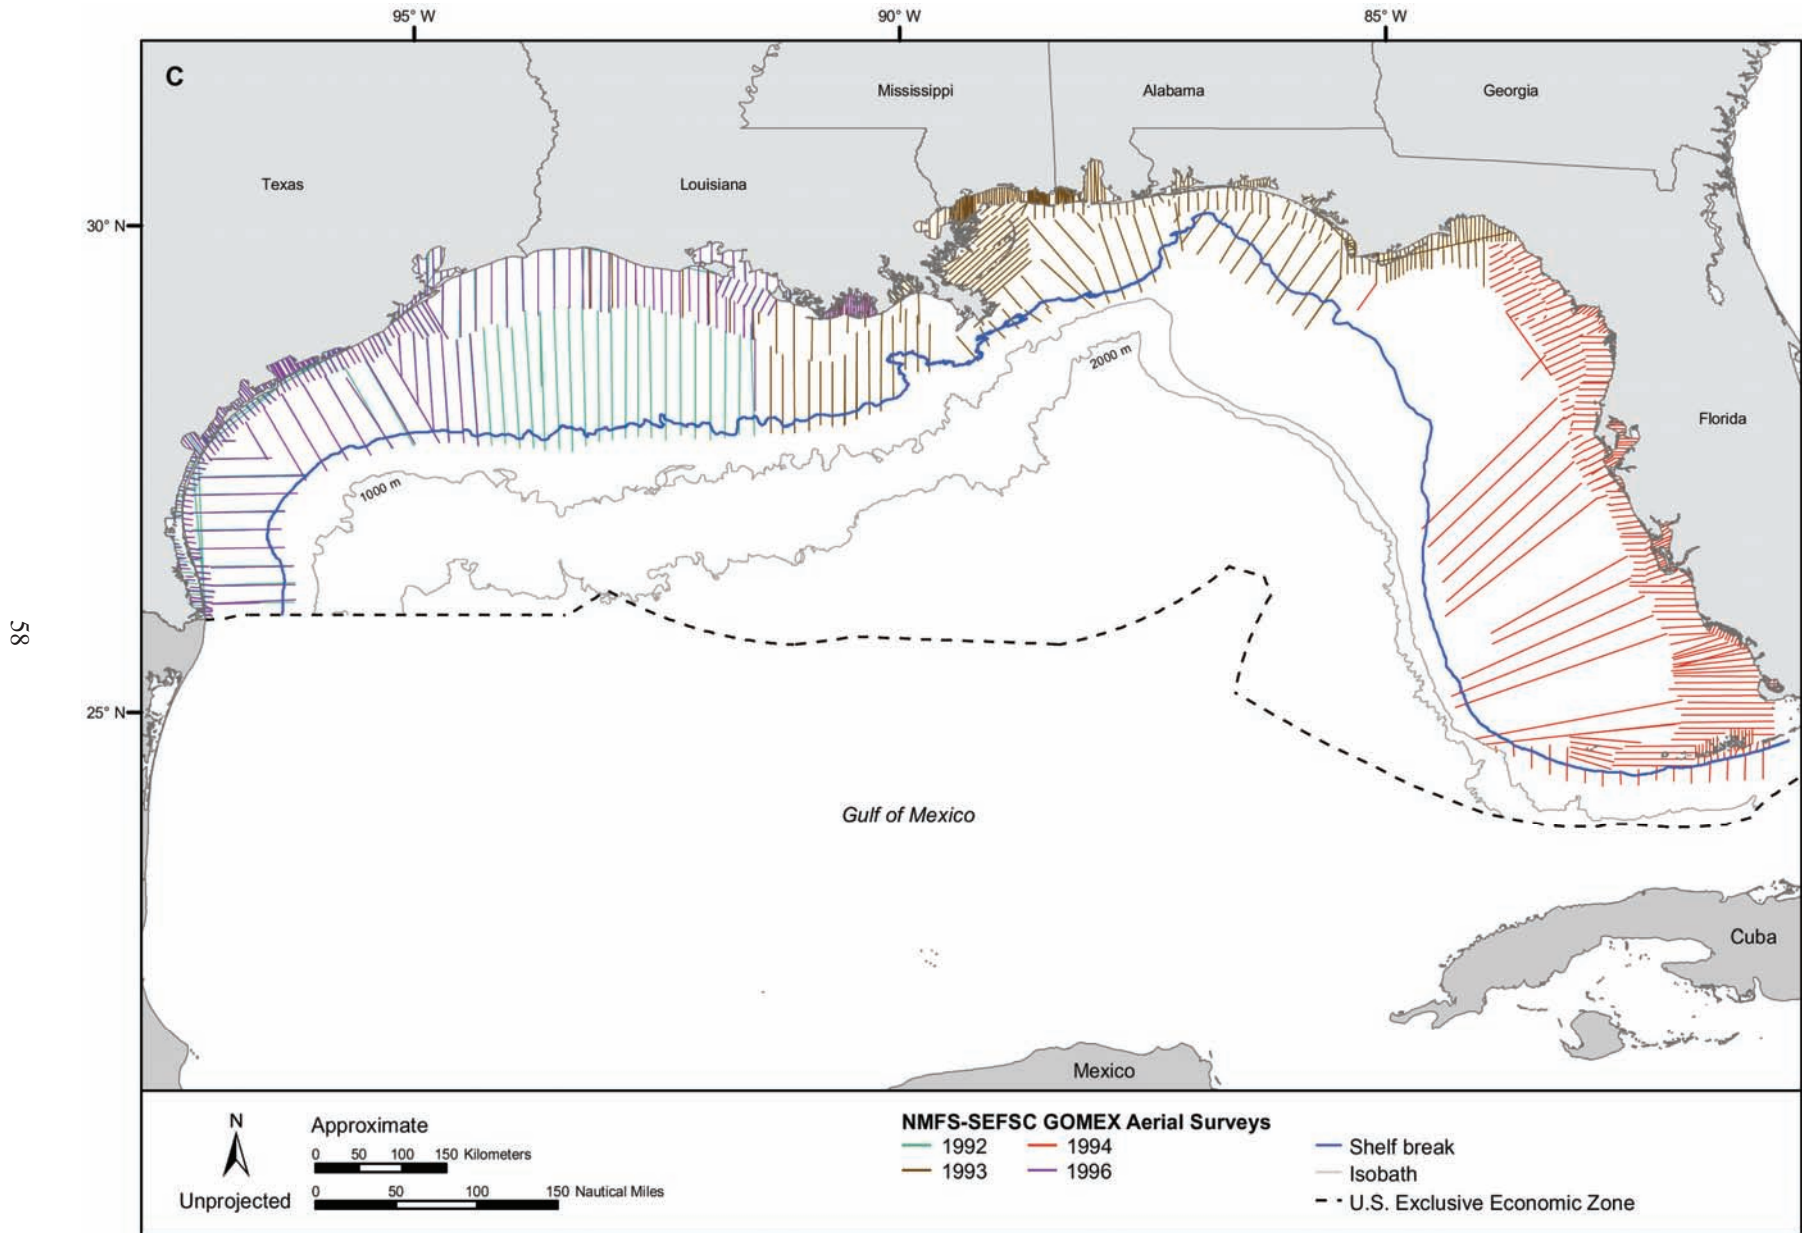 95° W
90° W
85° W
C
Mississippi
Alabama
Georgia
Texas
Louisiana
30° N
2000 m
Florida
1000 m
58
25° N
Gulf of Mexico
Cuba
Mexico
N
Unprojected
Approximate
0 50 100 150 Kilometers
0 50 100 150 Nautical Miles
NMFS-SEFSC GOMEX Aerial Surveys
1992 1994
1993 1996
Shelf break
Isobath
U.S. Exclusive Economic Zone